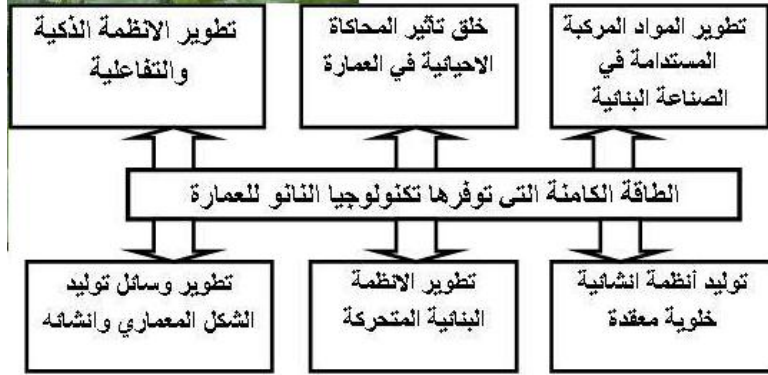 تطوير المواد المركبة
المستدامة في
الصناعة البنائية
خلق تأثير المحاكاة
الاحيائية في العمارة
تطوير الانظمة الذكية
والتفاعلية
الطاقة الكامنة التي توفرها تكنولوجيا النانو للعمارة
توليد أنظمة انشائية
خلوية معقدة
تطوير الانظمة
البنائية المتحركة
تطوير وسائل توليد
الشكل المعماري وانشائه